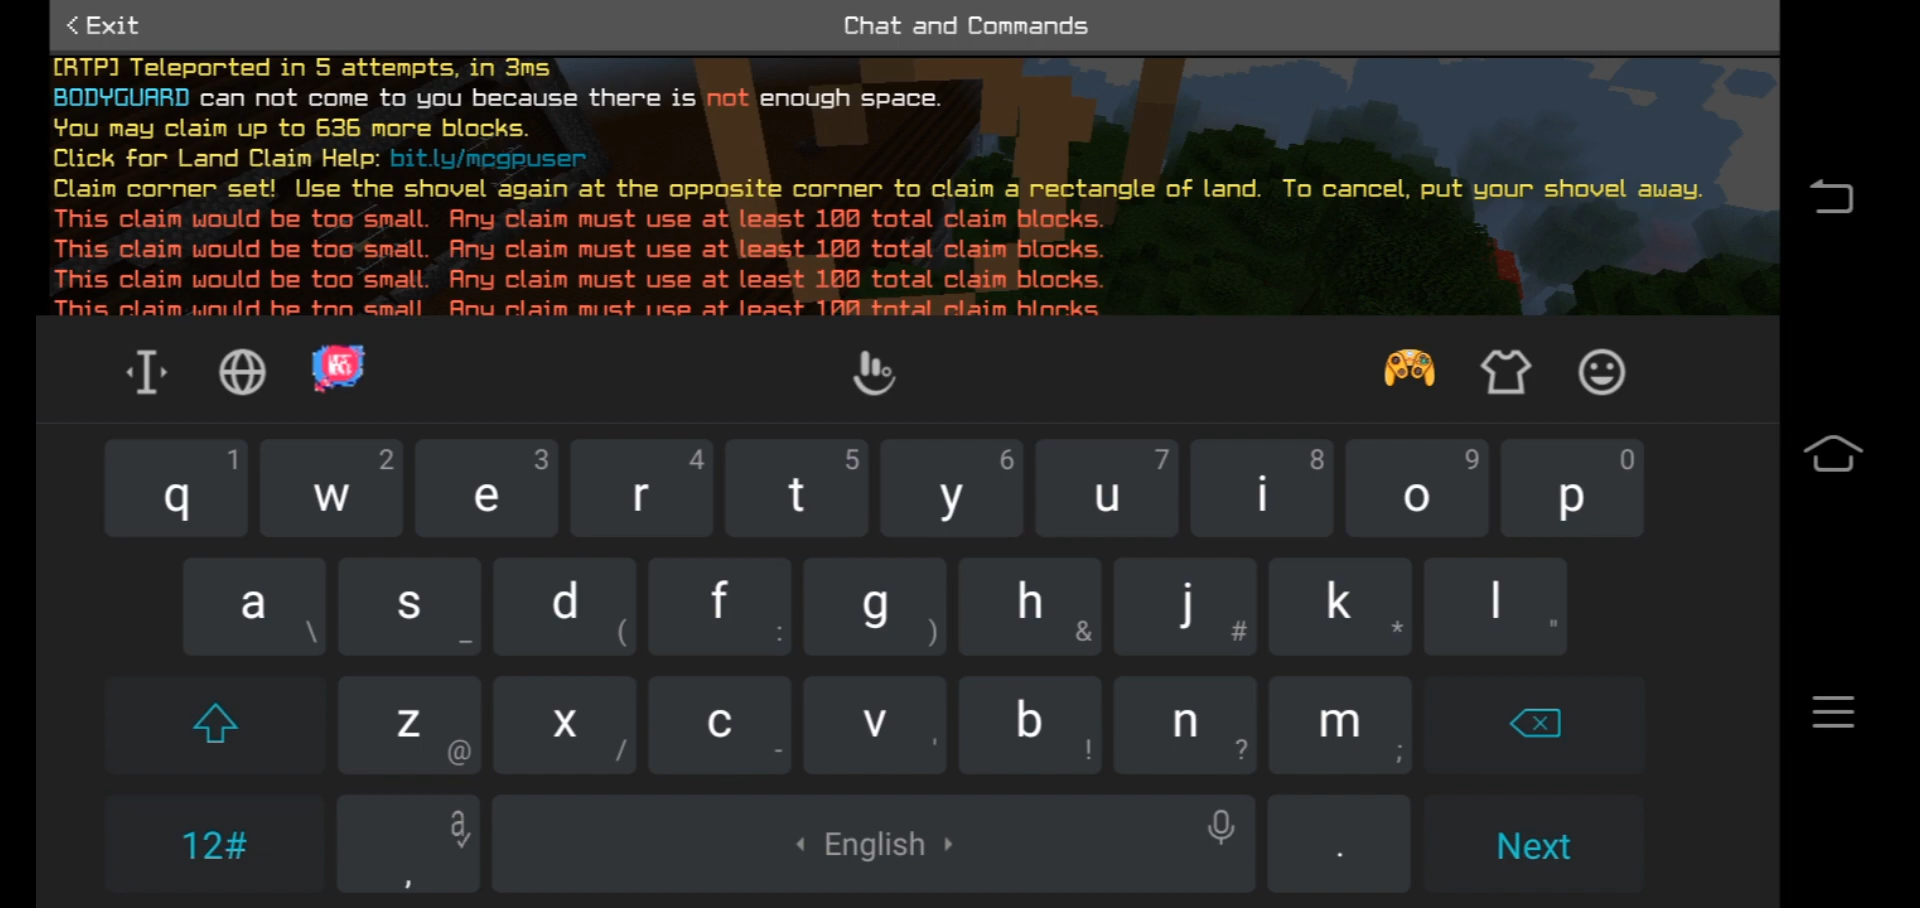 Exit
Chat and Commands
[RTP] Teleported in 5 attempts, in 3ms
BODYGUARD can not come to you because there is not enough space.
You may claim up to 636 more blocks.
Click for Land Claim Help: bit.ly/mcgpuser
Claim corner set!  Use the shovel again at the opposite corner to claim a rectangle of land.  To cancel, put your shovel away.
This claim would be too small.  Any claim must use at least 100 total claim blocks.
This claim would be too small.  Any claim must use at least 100 total claim blocks.
This claim would be too small.  Any claim must use at least 100 total claim blocks.
This claim would be too small.  Any claim must use at least 100 total claim blocks.
1 2 3 4 5 6 7 8 9 0
q w e r t y u i o p
a s d f g h j k l
\ _ ( : ) & # * "
z x c v b n m
@ / - ' ! ? ;
12# , English . Next